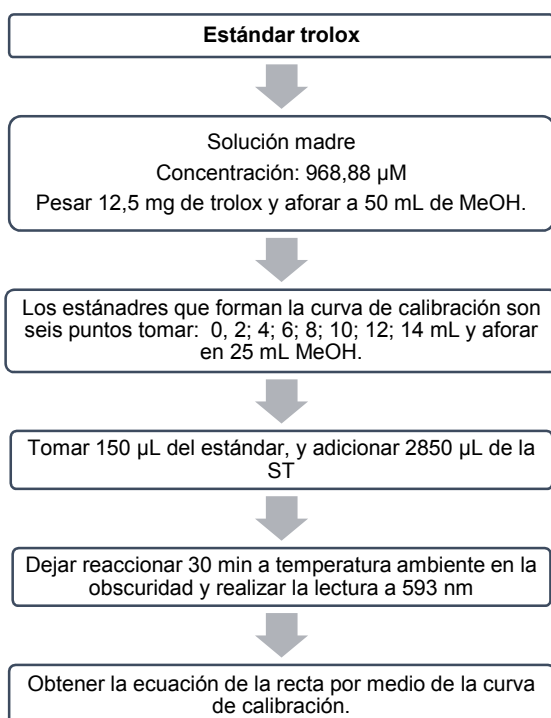 Estándar trolox
Solución madre
Concentración: 968,88 µM
Pesar 12,5 mg de trolox y aforar a 50 mL de MeOH.
Los estánadres que forman la curva de calibración son
seis puntos tomar:  0, 2; 4; 6; 8; 10; 12; 14 mL y aforar
en 25 mL MeOH.
Tomar 150 µL del estándar, y adicionar 2850 µL de la
ST
Dejar reaccionar 30 min a temperatura ambiente en la
obscuridad y realizar la lectura a 593 nm
Obtener la ecuación de la recta por medio de la curva
de calibración.